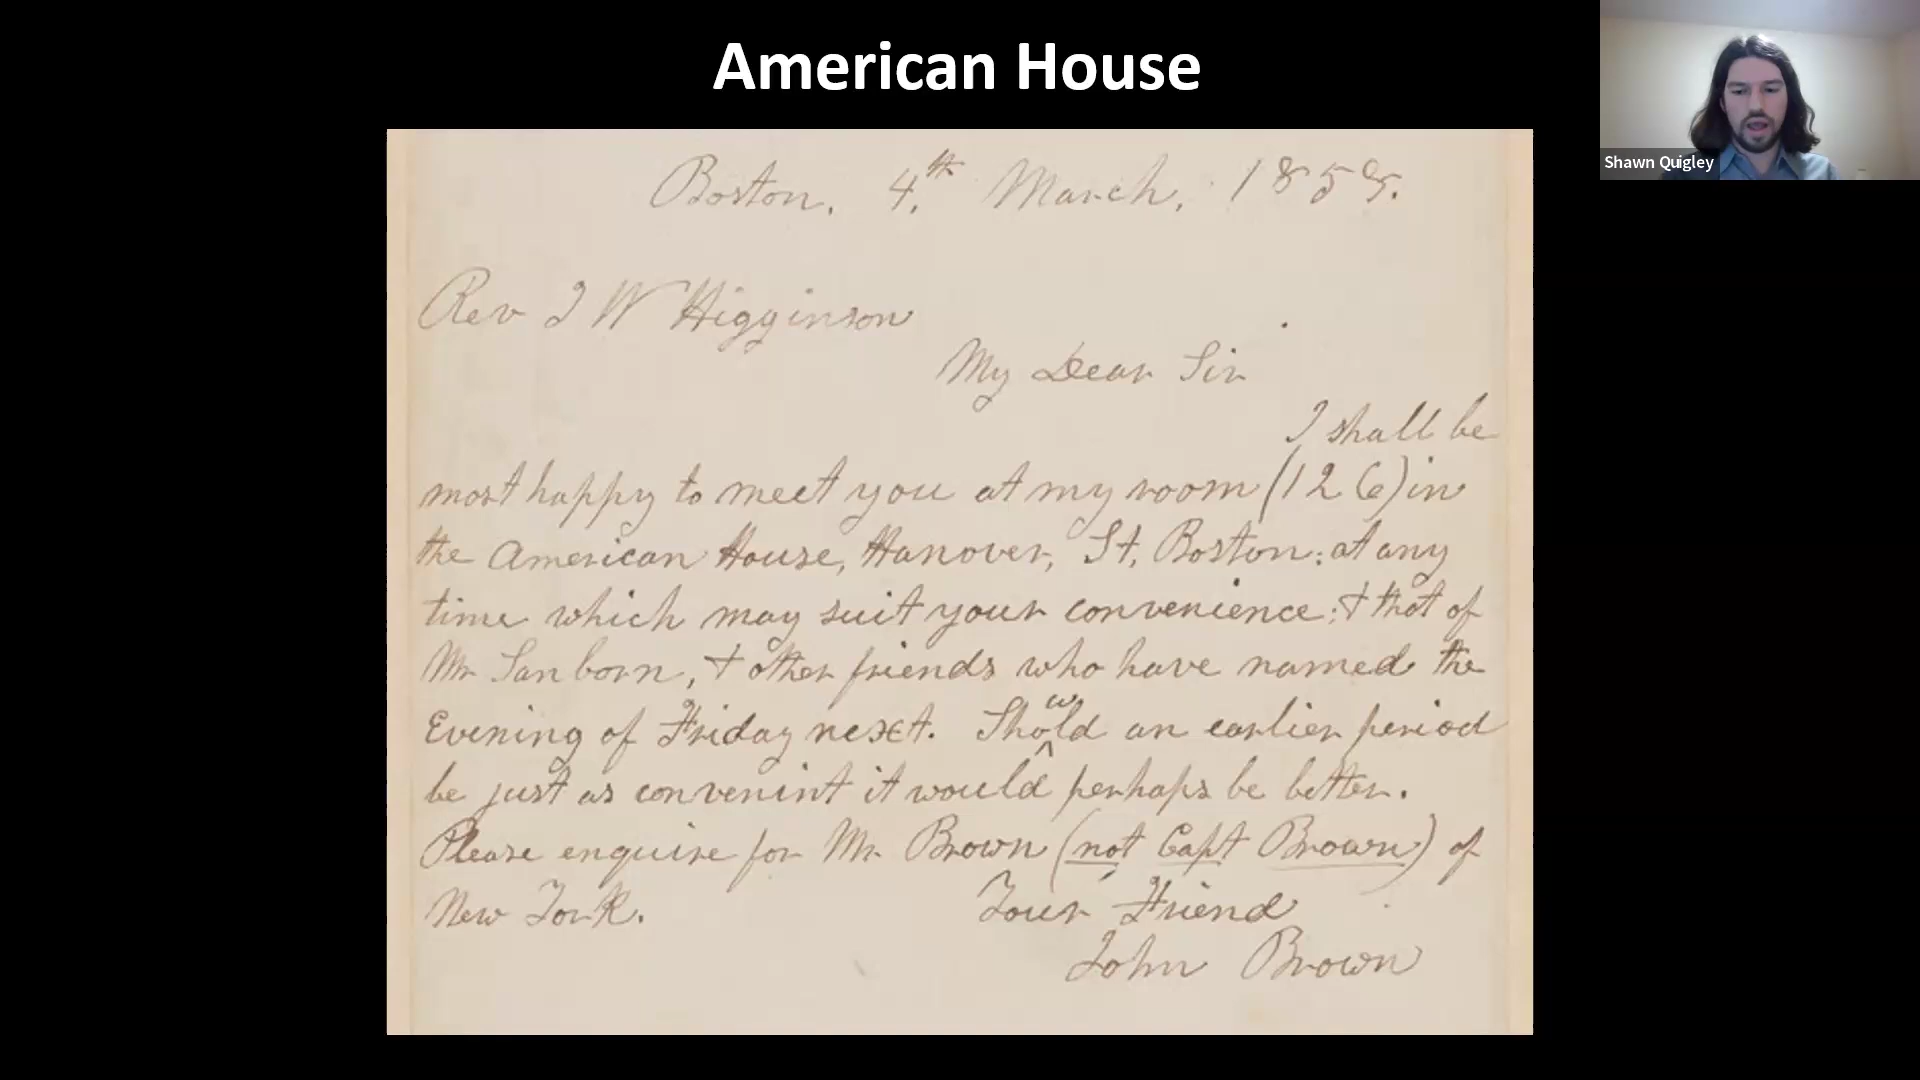 American House
Shawn Quigley
Boston. 4.th March, 1858.
Rev T W Higginson
My Dear Sir
I shall be
most happy to meet you at my room (126) in
the American House, Hanover, St, Boston: at any
time which may suit your convenience: & that of
Mr Sanborn, & other friends who have named the
Evening of Friday next. Should an earlier period
be just as convenint it would perhaps be better.
Please enquire for Mr. Brown (not Capt Brown) of
New York.
Your Friend
John Brown